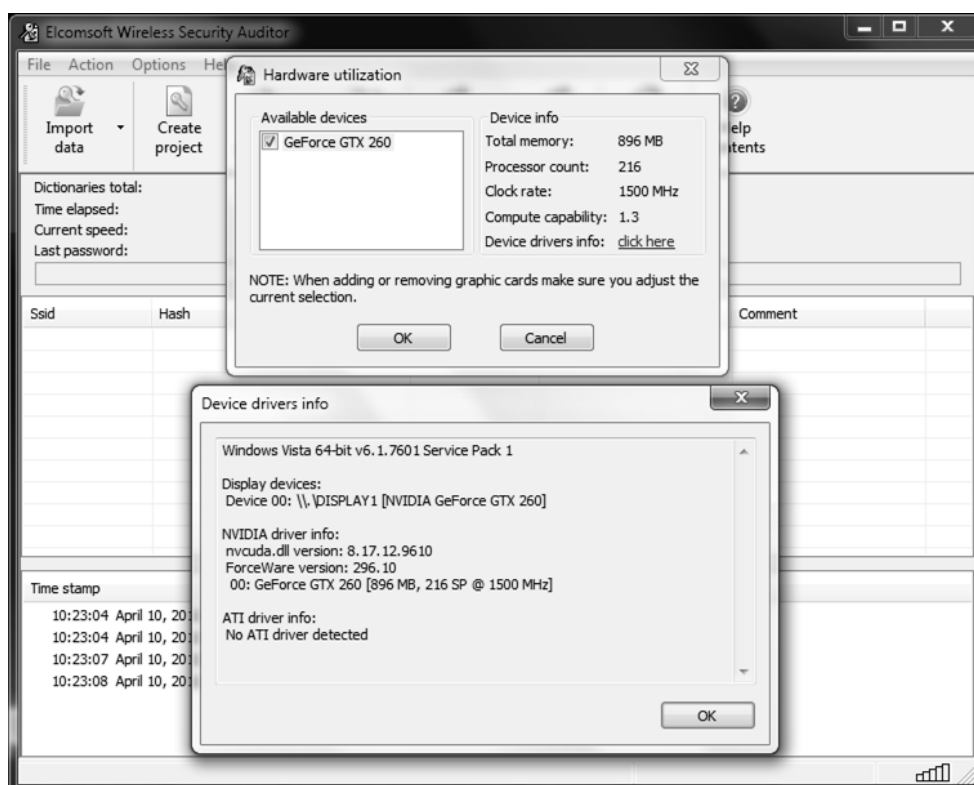 Elcomsoft Wireless Security Auditor
File Action Options
Hardware utilization
Import data
Create project
Available devices
GeForce GTX 260
Device info
Total memory: 896 MB
Processor count: 216
Clock rate: 1500 MHz
Compute capability: 1.3
Device drivers info: click here
NOTE: When adding or removing graphic cards make sure you adjust the
current selection.
OK Cancel
Dictionaries total:
Time elapsed:
Current speed:
Last password:
Ssid Hash Comment
Device drivers info
Windows Vista 64-bit v6.1.7601 Service Pack 1
Display devices:
Device 00: \\.\DISPLAY1 [NVIDIA GeForce GTX 260]
NVIDIA driver info:
nvcuda.dll version: 8.17.12.9610
ForceWare version: 296.10
00: GeForce GTX 260 [896 MB, 216 SP @ 1500 MHz]
ATI driver info:
No ATI driver detected
OK
Time stamp
10:23:04 April 10, 201
10:23:04 April 10, 201
10:23:07 April 10, 201
10:23:08 April 10, 201